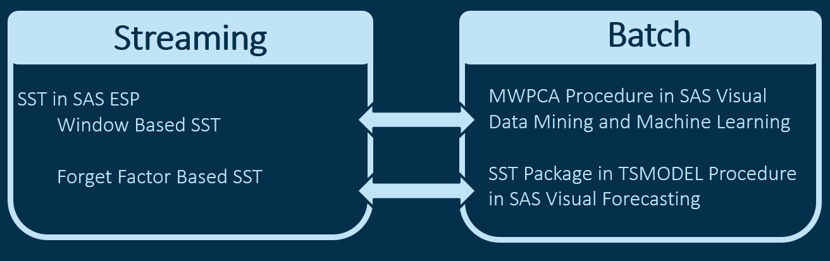 Streaming
SST in SAS ESP
Window Based SST
Forget Factor Based SST
Batch
MWPCA Procedure in SAS Visual
Data Mining and Machine Learning
SST Package in TSMODEL Procedure
in SAS Visual Forecasting